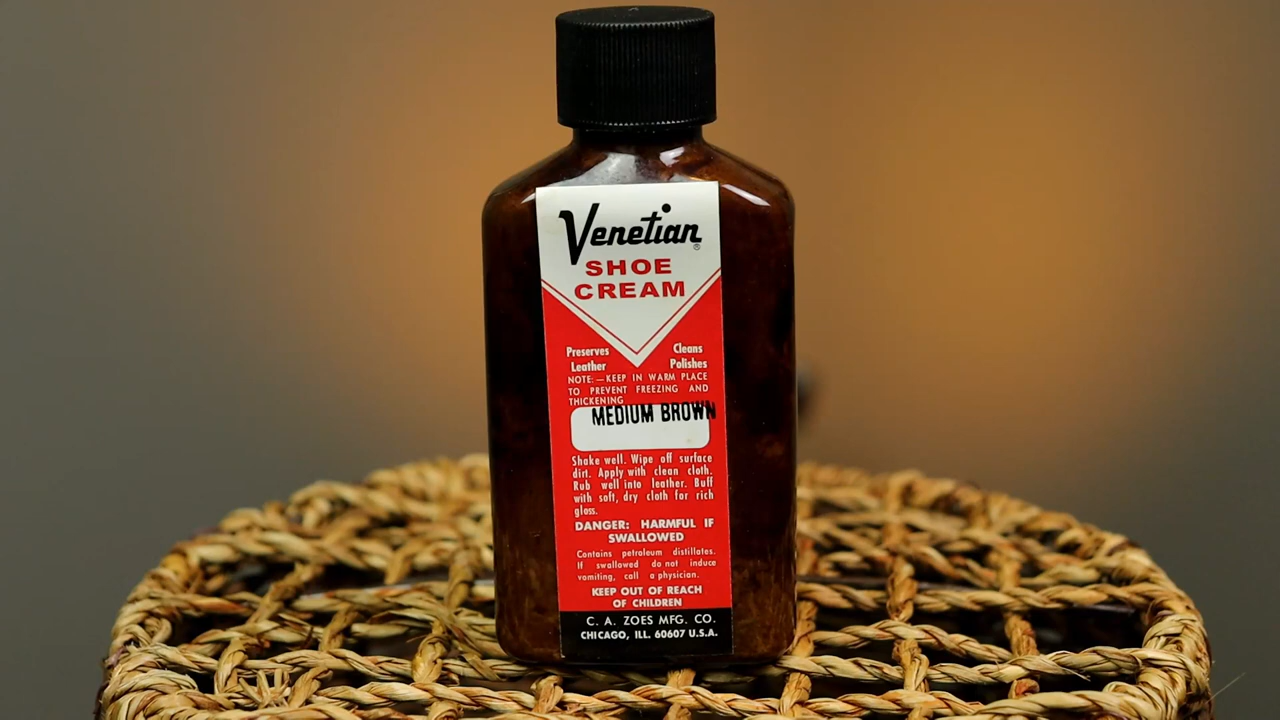 Venetian®
SHOE
CREAM
Preserves Cleans
Leather Polishes
NOTE:—KEEP IN WARM PLACE
TO PREVENT FREEZING AND
THICKENING
MEDIUM BROWN
Shake well. Wipe off surface
dirt. Apply with clean cloth.
Rub well into leather. Buff
with soft, dry cloth for rich
gloss.
DANGER: HARMFUL IF
SWALLOWED
Contains petroleum distillates.
If swallowed do not induce
vomiting, call a physician.
KEEP OUT OF REACH
OF CHILDREN
C. A. ZOES MFG. CO.
CHICAGO, ILL. 60607 U.S.A.